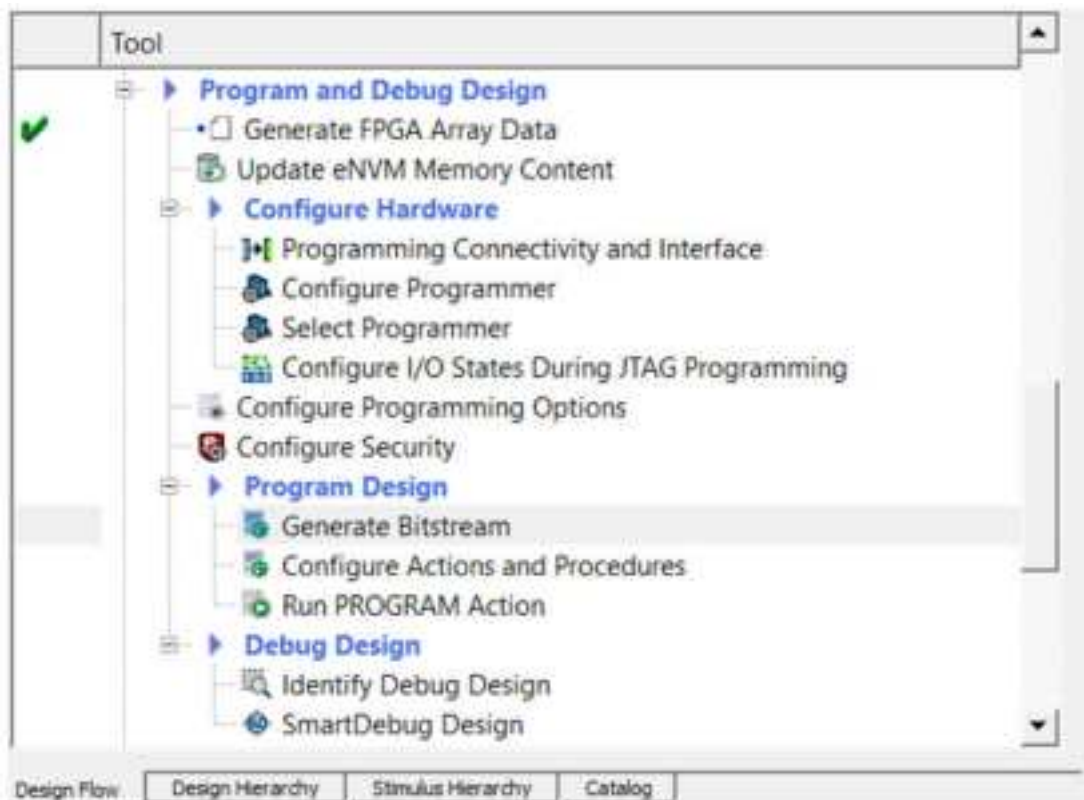 Tool
Program and Debug Design
Generate FPGA Array Data
Update eNVM Memory Content
Configure Hardware
Programming Connectivity and Interface
Configure Programmer
Select Programmer
Configure I/O States During JTAG Programming
Configure Programming Options
Configure Security
Program Design
Generate Bitstream
Configure Actions and Procedures
Run PROGRAM Action
Debug Design
Identify Debug Design
SmartDebug Design
Design Flow Design Hierarchy Stimulus Hierarchy Catalog